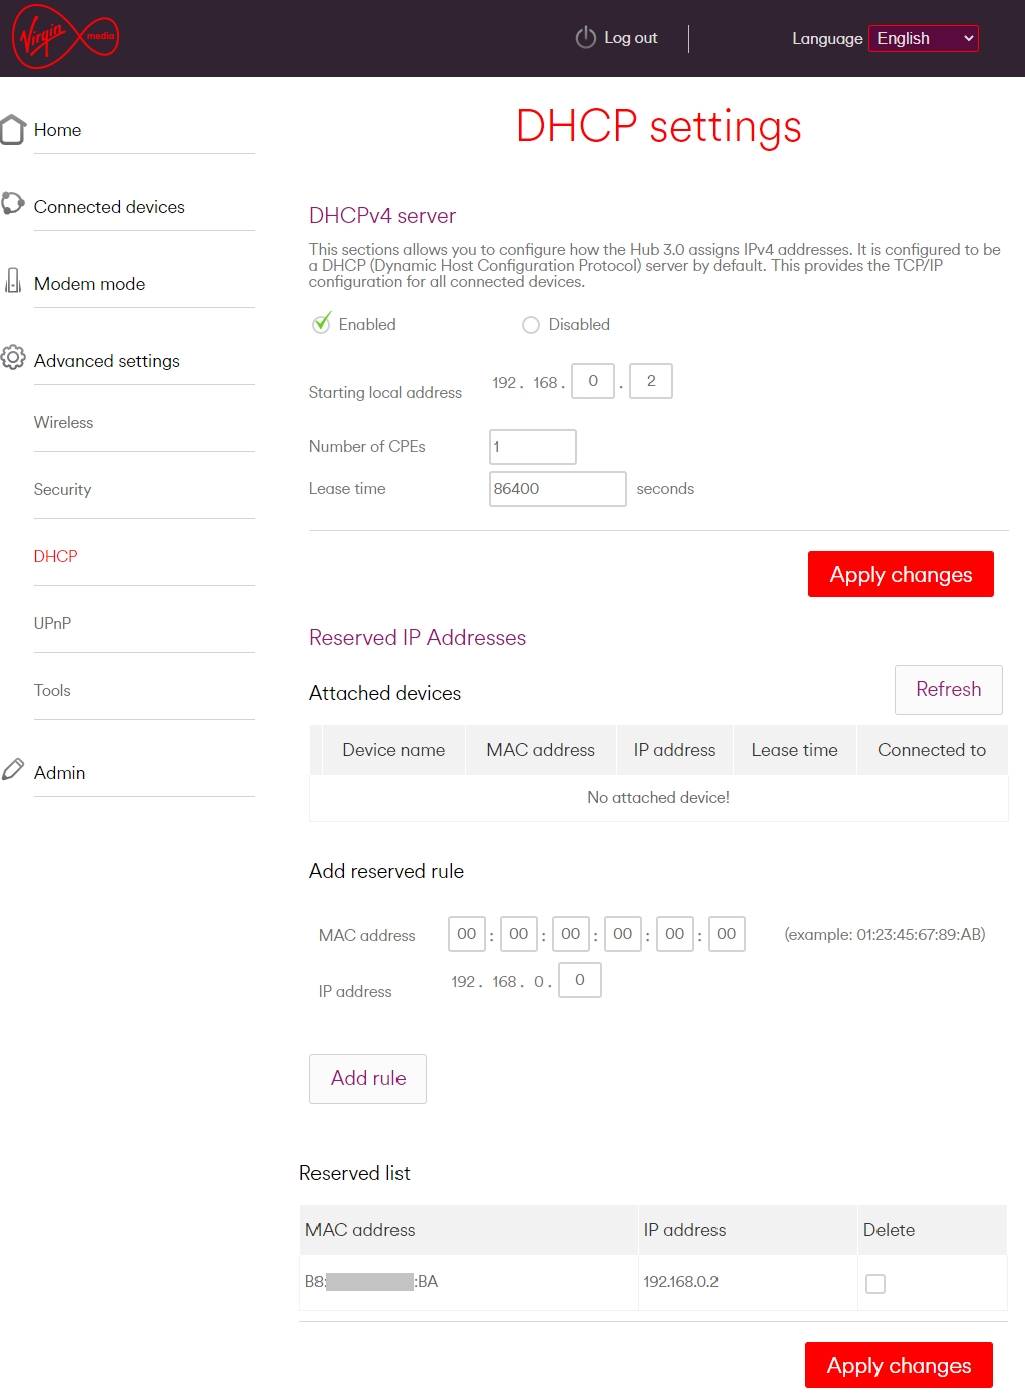 Virgin media
Log out
Language English
Home
Connected devices
Modem mode
Advanced settings
Wireless
Security
DHCP
UPnP
Tools
Admin
DHCP settings
DHCPv4 server
This sections allows you to configure how the Hub 3.0 assigns IPv4 addresses. It is configured to be
a DHCP (Dynamic Host Configuration Protocol) server by default. This provides the TCP/IP
configuration for all connected devices.
Enabled Disabled
Starting local address 192. 168. 0 . 2
Number of CPEs 1
Lease time 86400 seconds
Apply changes
Reserved IP Addresses
Attached devices
Refresh
Device name MAC address IP address Lease time Connected to
No attached device!
Add reserved rule
MAC address 00 : 00 : 00 : 00 : 00 : 00 (example: 01:23:45:67:89:AB)
IP address 192. 168. 0. 0
Add rule
Reserved list
MAC address IP address Delete
B8: :BA 192.168.0.2
Apply changes